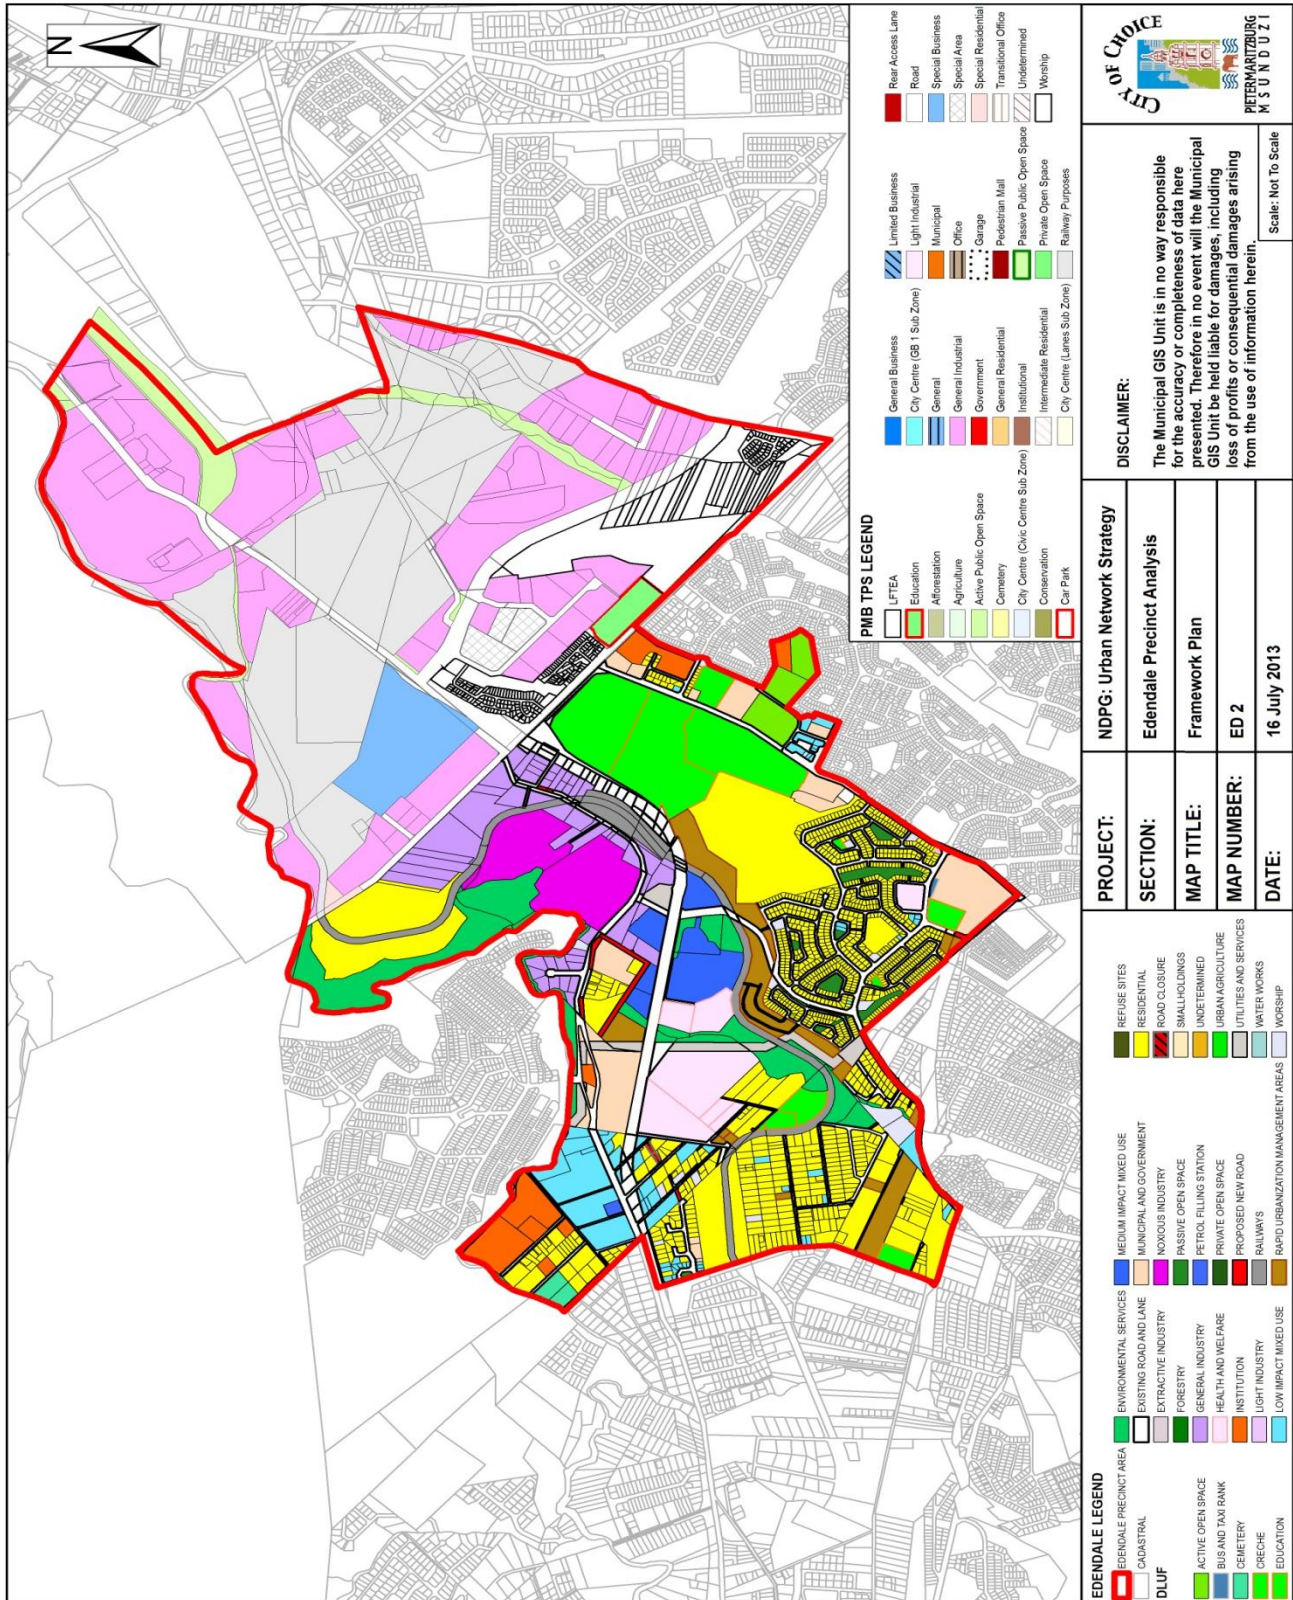 N
PMB TPS LEGEND
LFTEA
Education
Afforestation
Agriculture
Active Public Open Space
Cemetery
City Centre (Civic Centre Sub Zone)
Conservation
Car Park
General Business
City Centre (GB 1 Sub Zone)
General
General Industrial
Government
General Residential
Institutional
Intermediate Residential
City Centre (Lanes Sub Zone)
Limited Business
Light Industrial
Municipal
Office
Garage
Pedestrian Mall
Passive Public Open Space
Private Open Space
Railway Purposes
Rear Access Lane
Road
Special Business
Special Area
Special Residential
Transitional Office
Undetermined
Worship
EDENDALE LEGEND
EDENDALE PRECINCT AREA
CADASTRAL
DLUF
ACTIVE OPEN SPACE
BUS AND TAXI RANK
CEMETERY
CRECHE
EDUCATION
ENVIRONMENTAL SERVICES
EXISTING ROAD AND LANE
EXTRACTIVE INDUSTRY
FORESTRY
GENERAL INDUSTRY
HEALTH AND WELFARE
INSTITUTION
LIGHT INDUSTRY
LOW IMPACT MIXED USE
MEDIUM IMPACT MIXED USE
MUNICIPAL AND GOVERNMENT
NOXIOUS INDUSTRY
PASSIVE OPEN SPACE
PETROL FILLING STATION
PRIVATE OPEN SPACE
PROPOSED NEW ROAD
RAILWAYS
RAPID URBANIZATION MANAGEMENT AREAS
REFUSE SITES
RESIDENTIAL
ROAD CLOSURE
SMALLHOLDINGS
UNDETERMINED
URBAN AGRICULTURE
UTILITIES AND SERVICES
WATER WORKS
WORSHIP
PROJECT: NDPG: Urban Network Strategy
SECTION: Edendale Precinct Analysis
MAP TITLE: Framework Plan
MAP NUMBER: ED 2
DATE: 16 July 2013
DISCLAIMER:
The Municipal GIS Unit is in no way responsible
for the accuracy or completeness of data here
presented. Therefore in no event will the Municipal
GIS Unit be held liable for damages, including
loss of profits or consequential damages arising
from the use of information herein.
Scale: Not To Scale
CITY OF CHOICE
PIETERMARITZBURG
MSUNDUZI